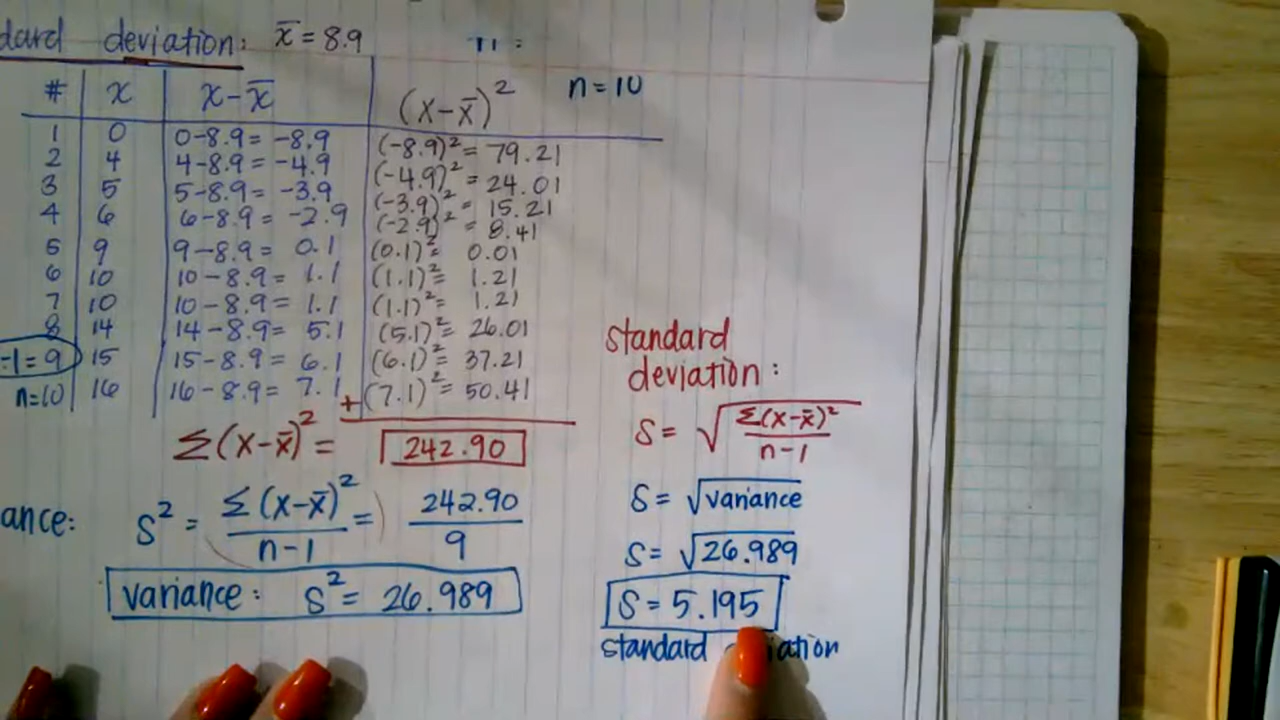 dard deviation: x̄ = 8.9
# x x-x̄ (x-x̄)² n=10
1 0 0-8.9= -8.9 (-8.9)² = 79.21
2 4 4-8.9= -4.9 (-4.9)² = 24.01
3 5 5-8.9= -3.9 (-3.9)² = 15.21
4 6 6-8.9= -2.9 (-2.9)² = 8.41
5 9 9-8.9= 0.1 (0.1)²= 0.01
6 10 10-8.9= 1.1 (1.1)²= 1.21
7 10 10-8.9= 1.1 (1.1)²= 1.21
8 14 14-8.9= 5.1 (5.1)²= 26.01
-1=9 15 15-8.9= 6.1 (6.1)²= 37.21
n=10 16 16-8.9= 7.1 + (7.1)²= 50.41
Σ(x-x̄)² = 242.90
ance: S² = Σ(x-x̄)²/n-1 = 242.90/9
variance: S² = 26.989
standard
deviation:
S = √Σ(x-x̄)²/n-1
S = √variance
S = √26.989
S = 5.195
standard